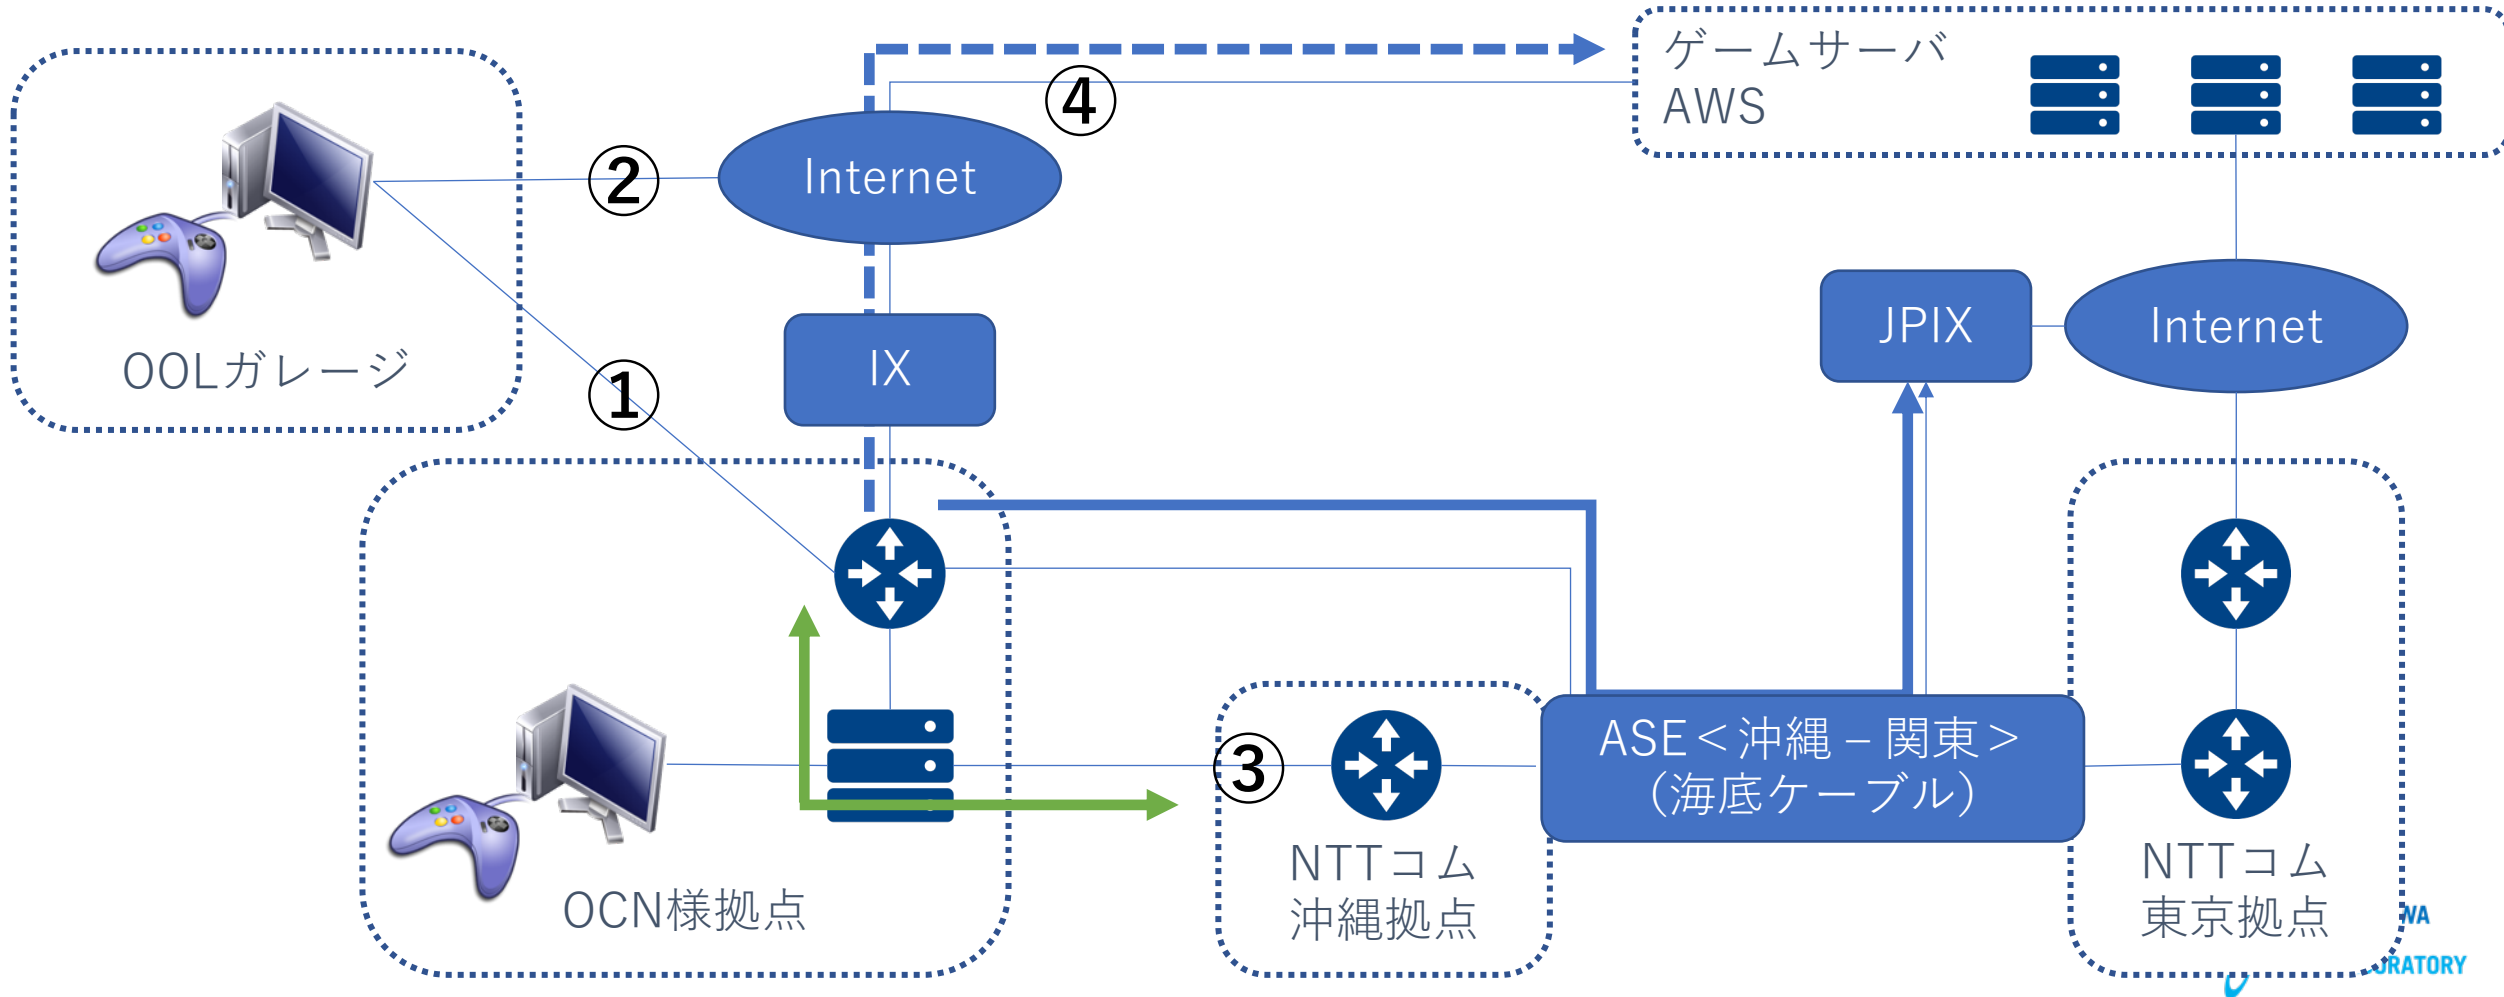 ゲームサーバ
AWS
④
Internet
②
OOLガレージ
IX
①
JPIX
Internet
ASE＜沖縄 – 関東＞
（海底ケーブル）
③
NTTコム
沖縄拠点
NTTコム
東京拠点
OCN様拠点